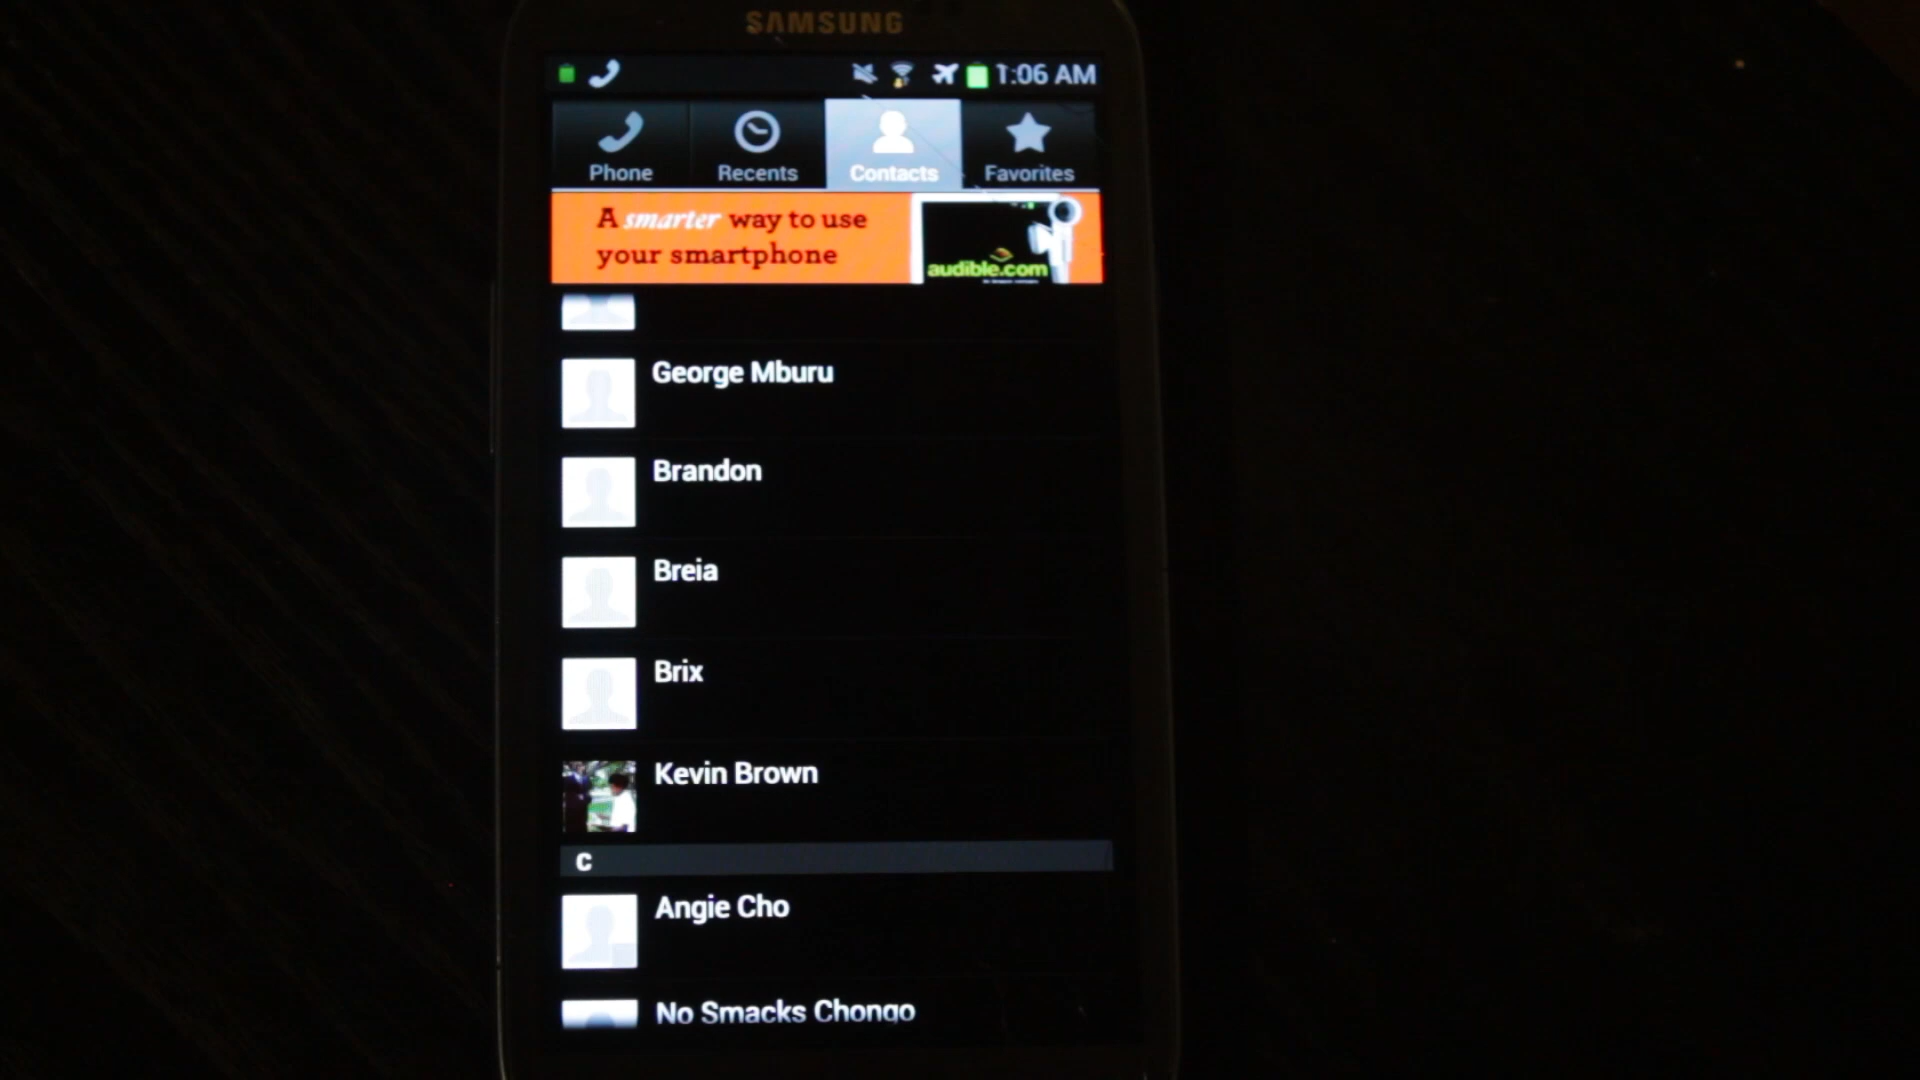 SAMSUNG
1:06 AM
Phone
Recents
Contacts
Favorites
A smarter way to use
your smartphone
audible.com
George Mburu
Brandon
Breia
Brix
Kevin Brown
C
Angie Cho
No Smacks Chongo